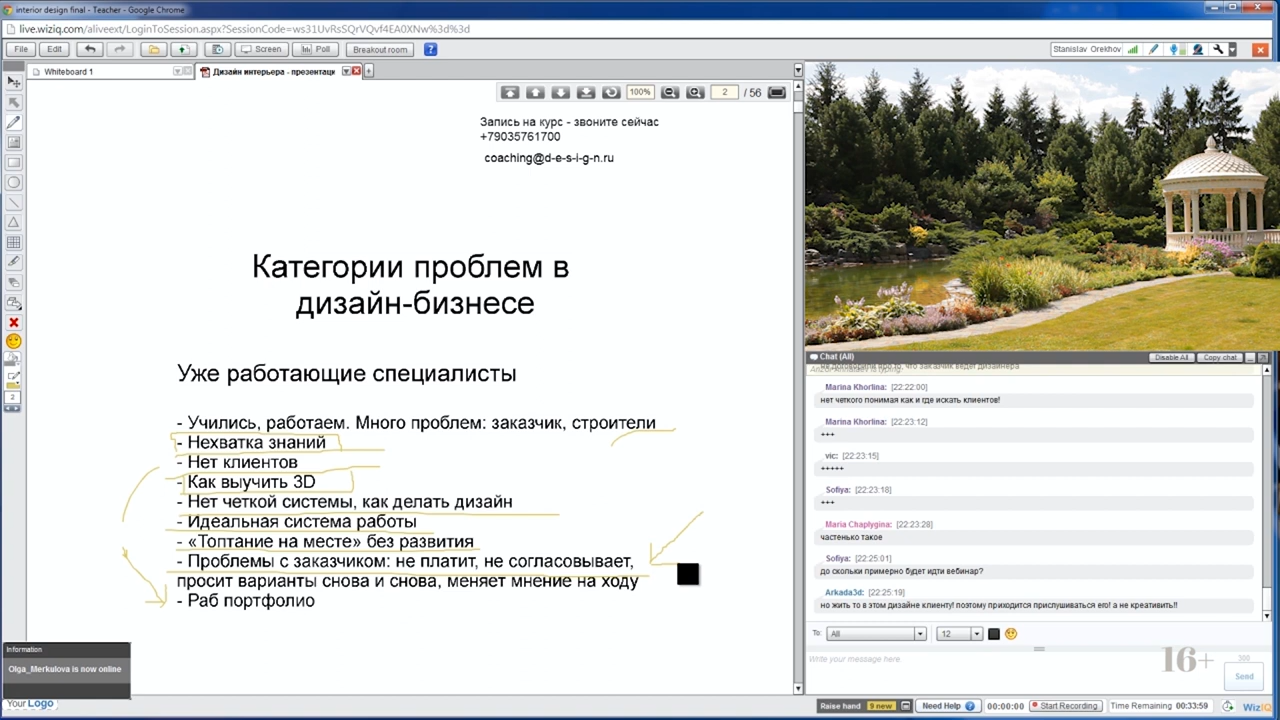 interior design final - Teacher - Google Chrome
live.wiziq.com/aliveext/LoginToSession.aspx?SessionCode=ws31UvRsSQrVQvf4EA0XNw%3d%3d
File Edit Screen Poll Breakout room ? Stanislav Orekhov
Whiteboard 1 Дизайн интерьера - презентаци
100% 2 / 56
Запись на курс - звоните сейчас
+79035761700
coaching@d-e-s-i-g-n.ru
Категории проблем в
дизайн-бизнесе
Уже работающие специалисты
- Учились, работаем. Много проблем: заказчик, строители
- Нехватка знаний
- Нет клиентов
- Как выучить 3D
- Нет четкой системы, как делать дизайн
- Идеальная система работы
- «Топтание на месте» без развития
- Проблемы с заказчиком: не платит, не согласовывает,
просит варианты снова и снова, меняет мнение на ходу
- Раб портфолио
2
Information
Olga_Merkulova is now online
Your Logo
Chat (All) Disable All Copy chat
что заказчик ведет дизайнера
Marina Khorlina: [22:22:00]
нет четкого понимая как и где искать клиентов!
Marina Khorlina: [22:23:12]
+++
vic: [22:23:15]
+++++
Sofiya: [22:23:18]
+++
Maria Chaplygina: [22:23:28]
частенько такое
Sofiya: [22:25:01]
до скольки примерно будет идти вебинар?
Arkada3d: [22:25:19]
но жить то в этом дизайне клиенту! поэтому приходится прислушиваться его! а не креативить!!
To: All 12
Write your message here. 300
16+
Send
Raise hand 9 new Need Help ? 00:00:00 Start Recording Time Remaining 00:33:59 WizIQ